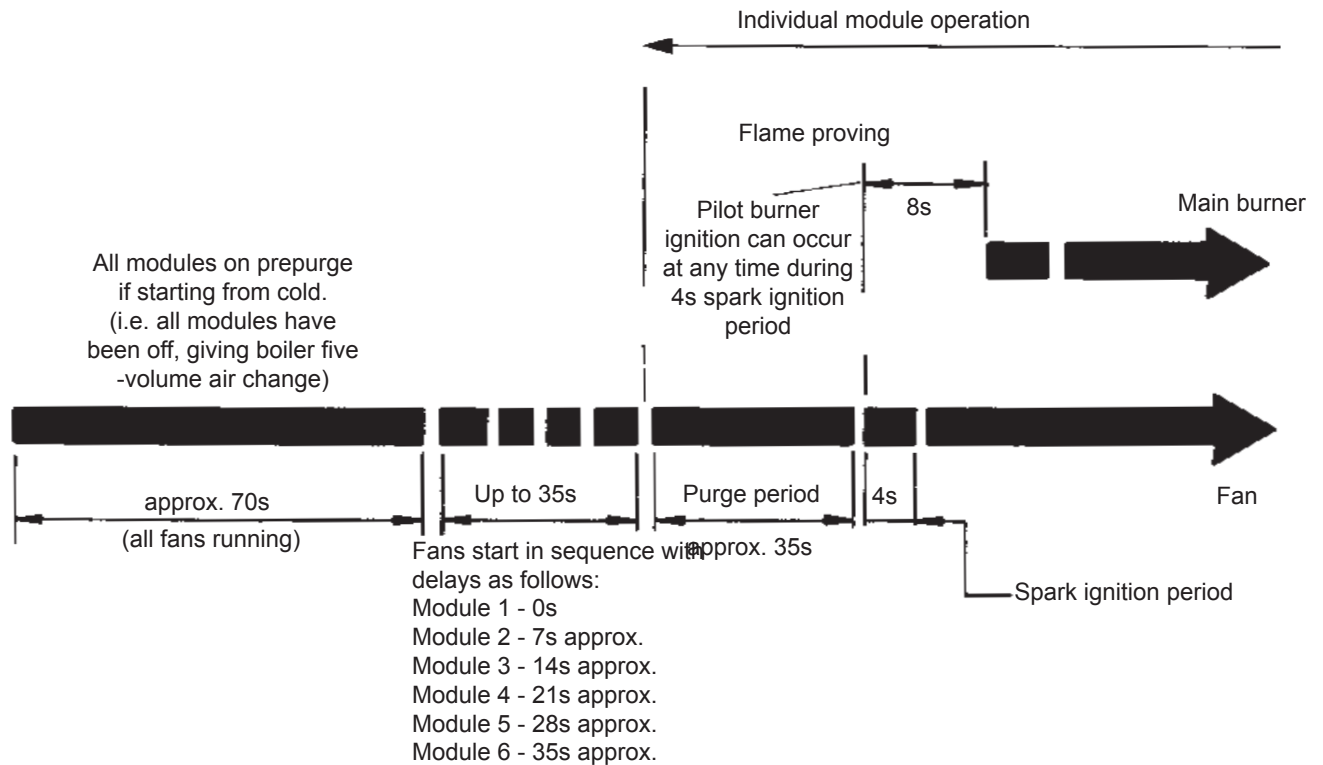 Individual module operation
Flame proving
8s
Pilot burner
ignition can occur
at any time during
4s spark ignition
period
Main burner
All modules on prepurge
if starting from cold.
(i.e. all modules have
been off, giving boiler five
-volume air change)
approx. 70s
(all fans running)
Up to 35s
Purge period
approx. 35s
4s
Fan
Fans start in sequence with
delays as follows:
Module 1 - 0s
Module 2 - 7s approx.
Module 3 - 14s approx.
Module 4 - 21s approx.
Module 5 - 28s approx.
Module 6 - 35s approx.
Spark ignition period